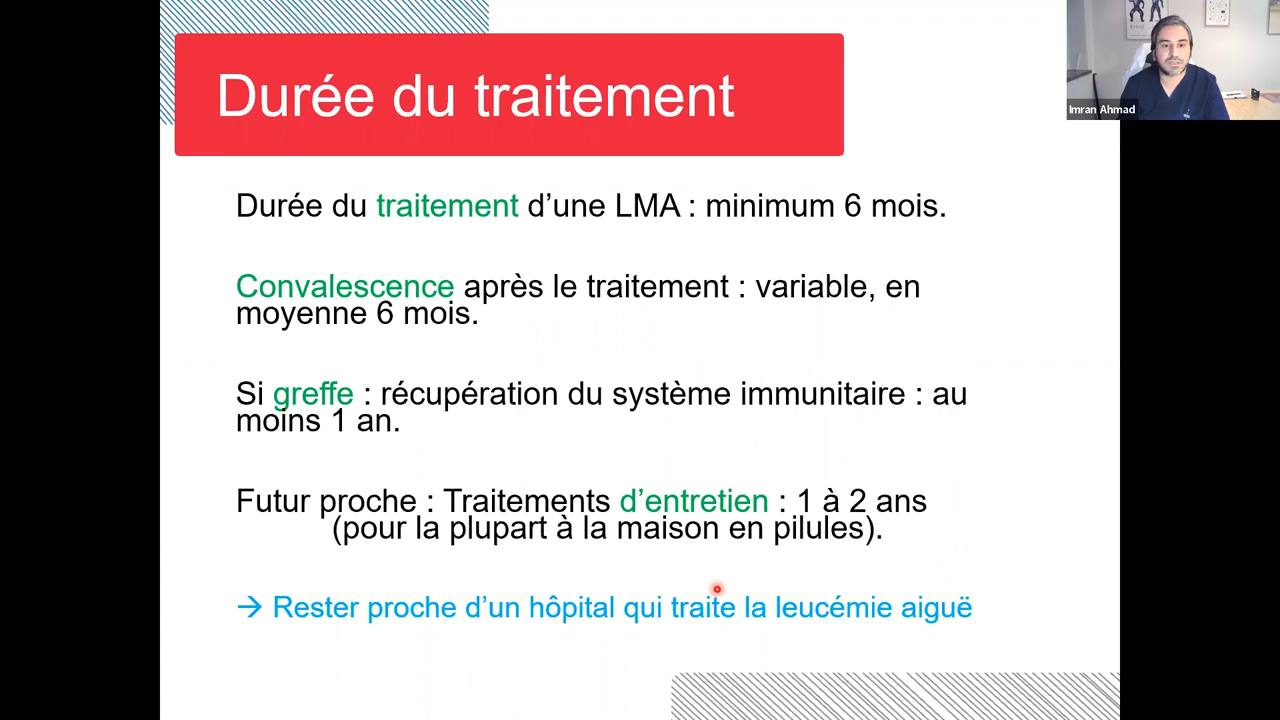 Durée du traitement
Imran Ahmad
Durée du traitement d’une LMA : minimum 6 mois.
Convalescence après le traitement : variable, en
moyenne 6 mois.
Si greffe : récupération du système immunitaire : au
moins 1 an.
Futur proche : Traitements d’entretien : 1 à 2 ans
(pour la plupart à la maison en pilules).
→ Rester proche d’un hôpital qui traite la leucémie aiguë